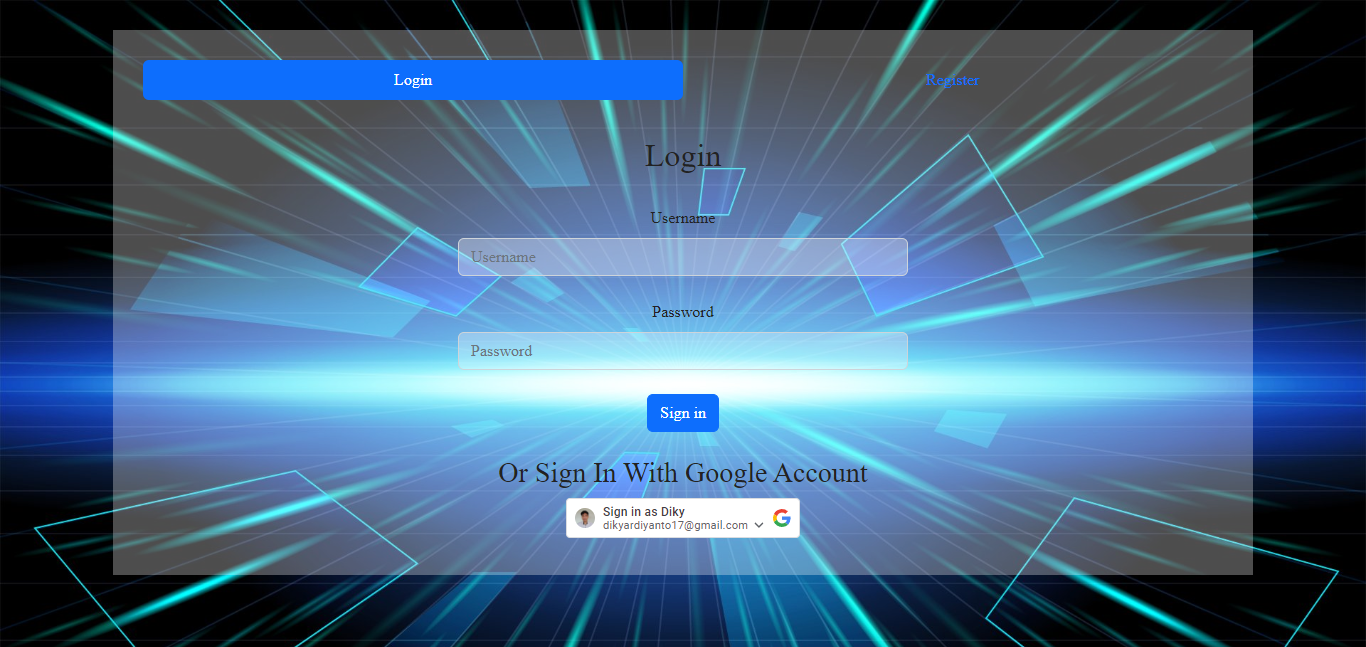 Login
Register
Login
Username
Username
Password
Password
Sign in
Or Sign In With Google Account
Sign in as Diky
dikyardiyanto17@gmail.com